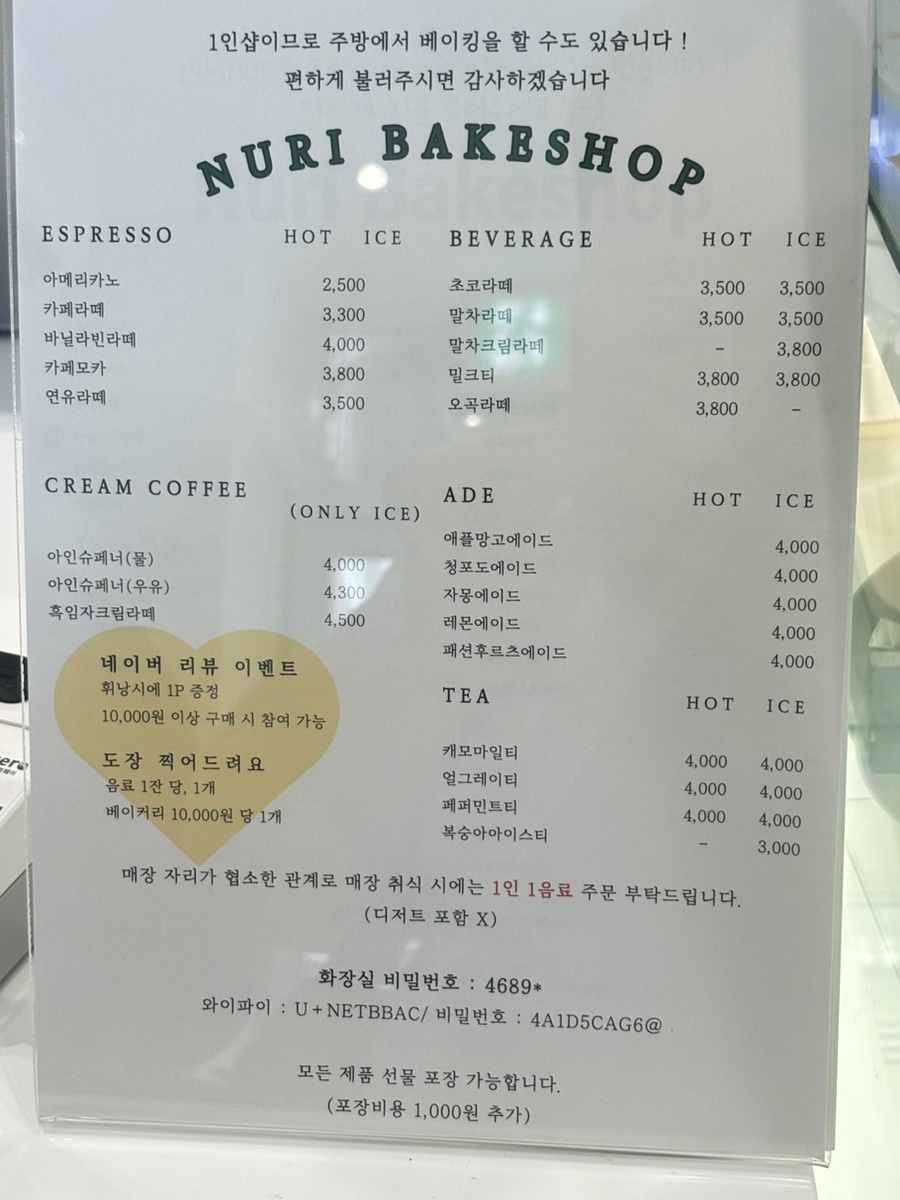 1인샵이므로 주방에서 베이킹을 할 수도 있습니다 !
편하게 불러주시면 감사하겠습니다
NURI BAKESHOP
ESPRESSO HOT ICE
아메리카노 2,500
카페라떼 3,300
바닐라빈라떼 4,000
카페모카 3,800
연유라떼 3,500
BEVERAGE HOT ICE
초코라떼 3,500 3,500
말차라떼 3,500 3,500
말차크림라떼 - 3,800
밀크티 3,800 3,800
오곡라떼 3,800 -
CREAM COFFEE
(ONLY ICE)
아인슈페너(물) 4,000
아인슈페너(우유) 4,300
흑임자크림라떼 4,500
ADE HOT ICE
애플망고에이드 4,000
청포도에이드 4,000
자몽에이드 4,000
레몬에이드 4,000
패션후르츠에이드 4,000
네이버 리뷰 이벤트
휘낭시에 1P 증정
10,000원 이상 구매 시 참여 가능
도장 찍어드려요
음료 1잔 당, 1개
베이커리 10,000원 당 1개
TEA HOT ICE
캐모마일티 4,000 4,000
얼그레이티 4,000 4,000
페퍼민트티 4,000 4,000
복숭아아이스티 - 3,000
매장 자리가 협소한 관계로 매장 취식 시에는 1인 1음료 주문 부탁드립니다.
(디저트 포함 X)
화장실 비밀번호 : 4689*
와이파이 : U+NETBBAC/ 비밀번호 : 4A1D5CAG6@
모든 제품 선물 포장 가능합니다.
(포장비용 1,000원 추가)